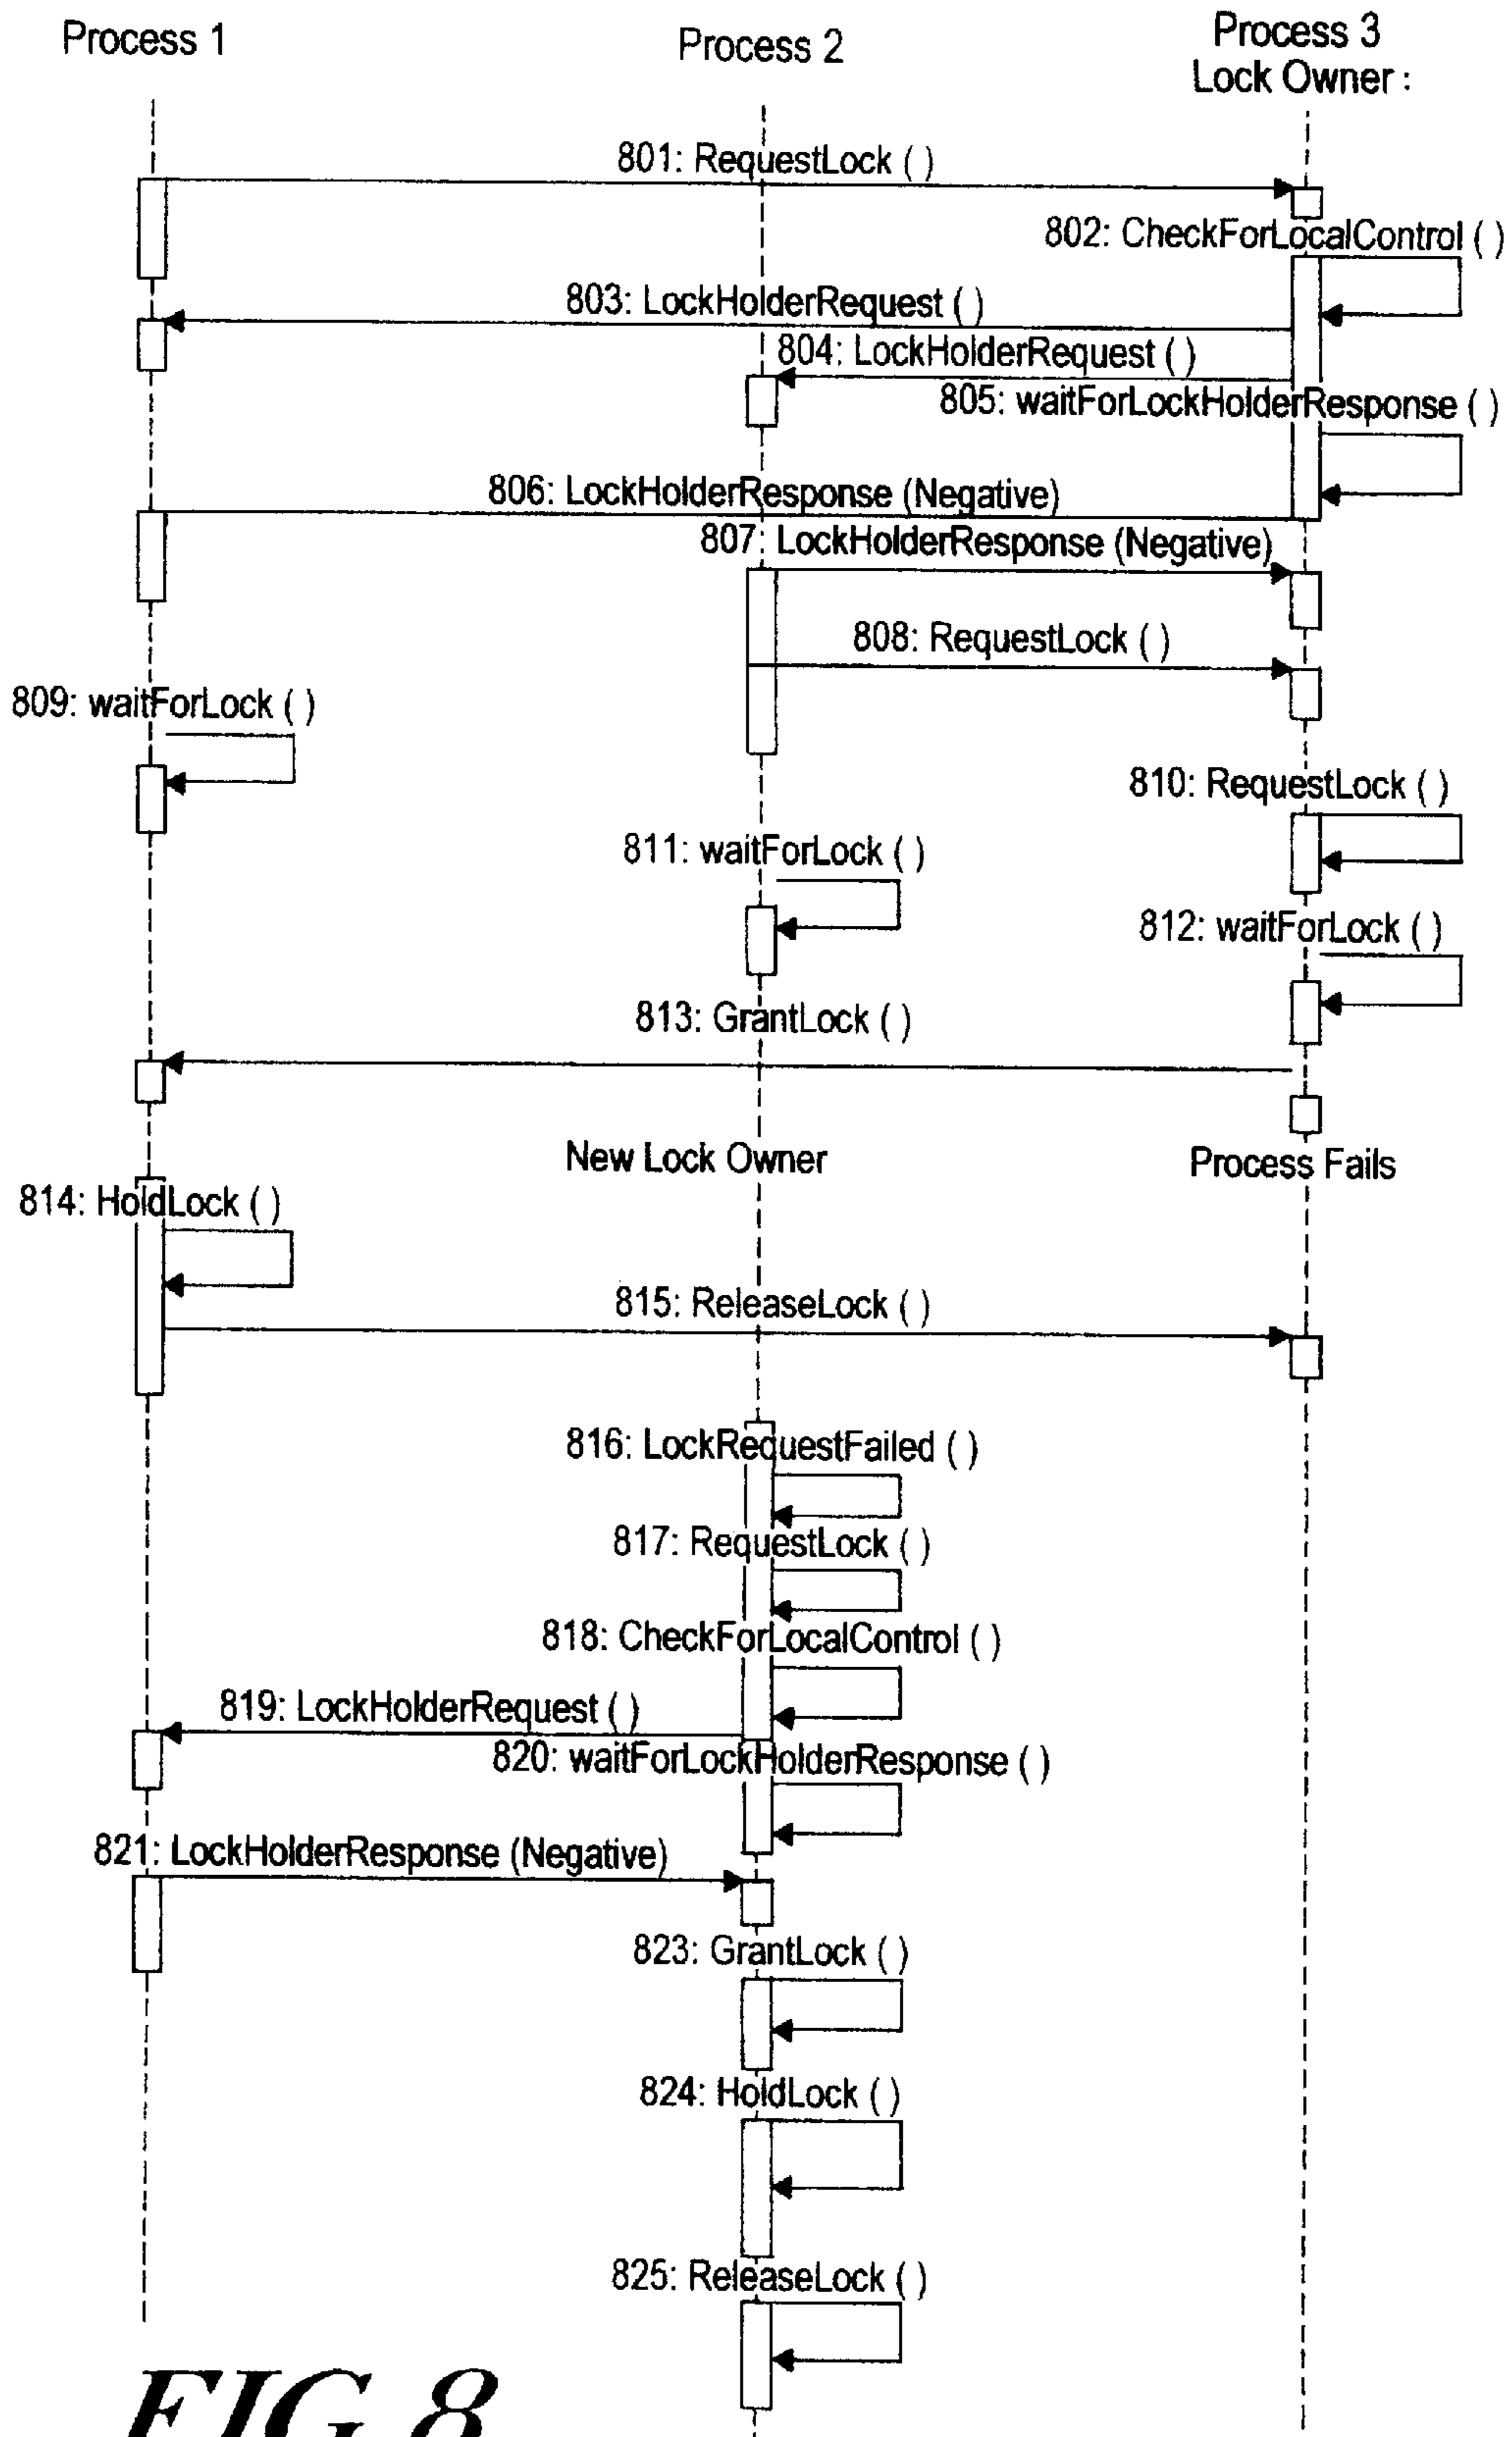 Process 1
Process 2
Process 3
Lock Owner :
801: RequestLock ( )
802: CheckForLocalControl ( )
803: LockHolderRequest ( )
804: LockHolderRequest ( )
805: waitForLockHolderResponse ( )
806: LockHolderResponse (Negative)
807: LockHolderResponse (Negative)
808: RequestLock ( )
809: waitForLock ( )
810: RequestLock ( )
811: waitForLock ( )
812: waitForLock ( )
813: GrantLock ( )
New Lock Owner
Process Fails
814: HoldLock ( )
815: ReleaseLock ( )
816: LockRequestFailed ( )
817: RequestLock ( )
818: CheckForLocalControl ( )
819: LockHolderRequest ( )
820: waitForLockHolderResponse ( )
821: LockHolderResponse (Negative)
823: GrantLock ( )
824: HoldLock ( )
825: ReleaseLock ( )
FIG 8